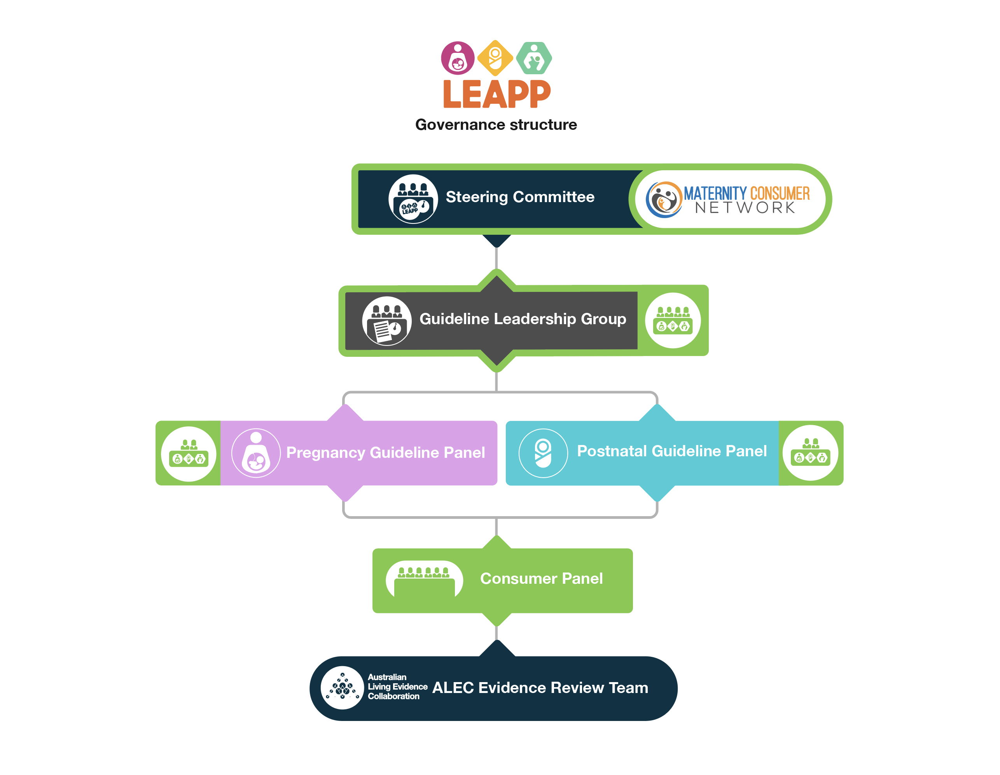 LEAPP
Governance structure
Steering Committee
LEAPP
MATERNITY CONSUMER
NETWORK
Guideline Leadership Group
Pregnancy Guideline Panel
Postnatal Guideline Panel
Consumer Panel
Australian
Living Evidence
Collaboration
ALEC Evidence Review Team